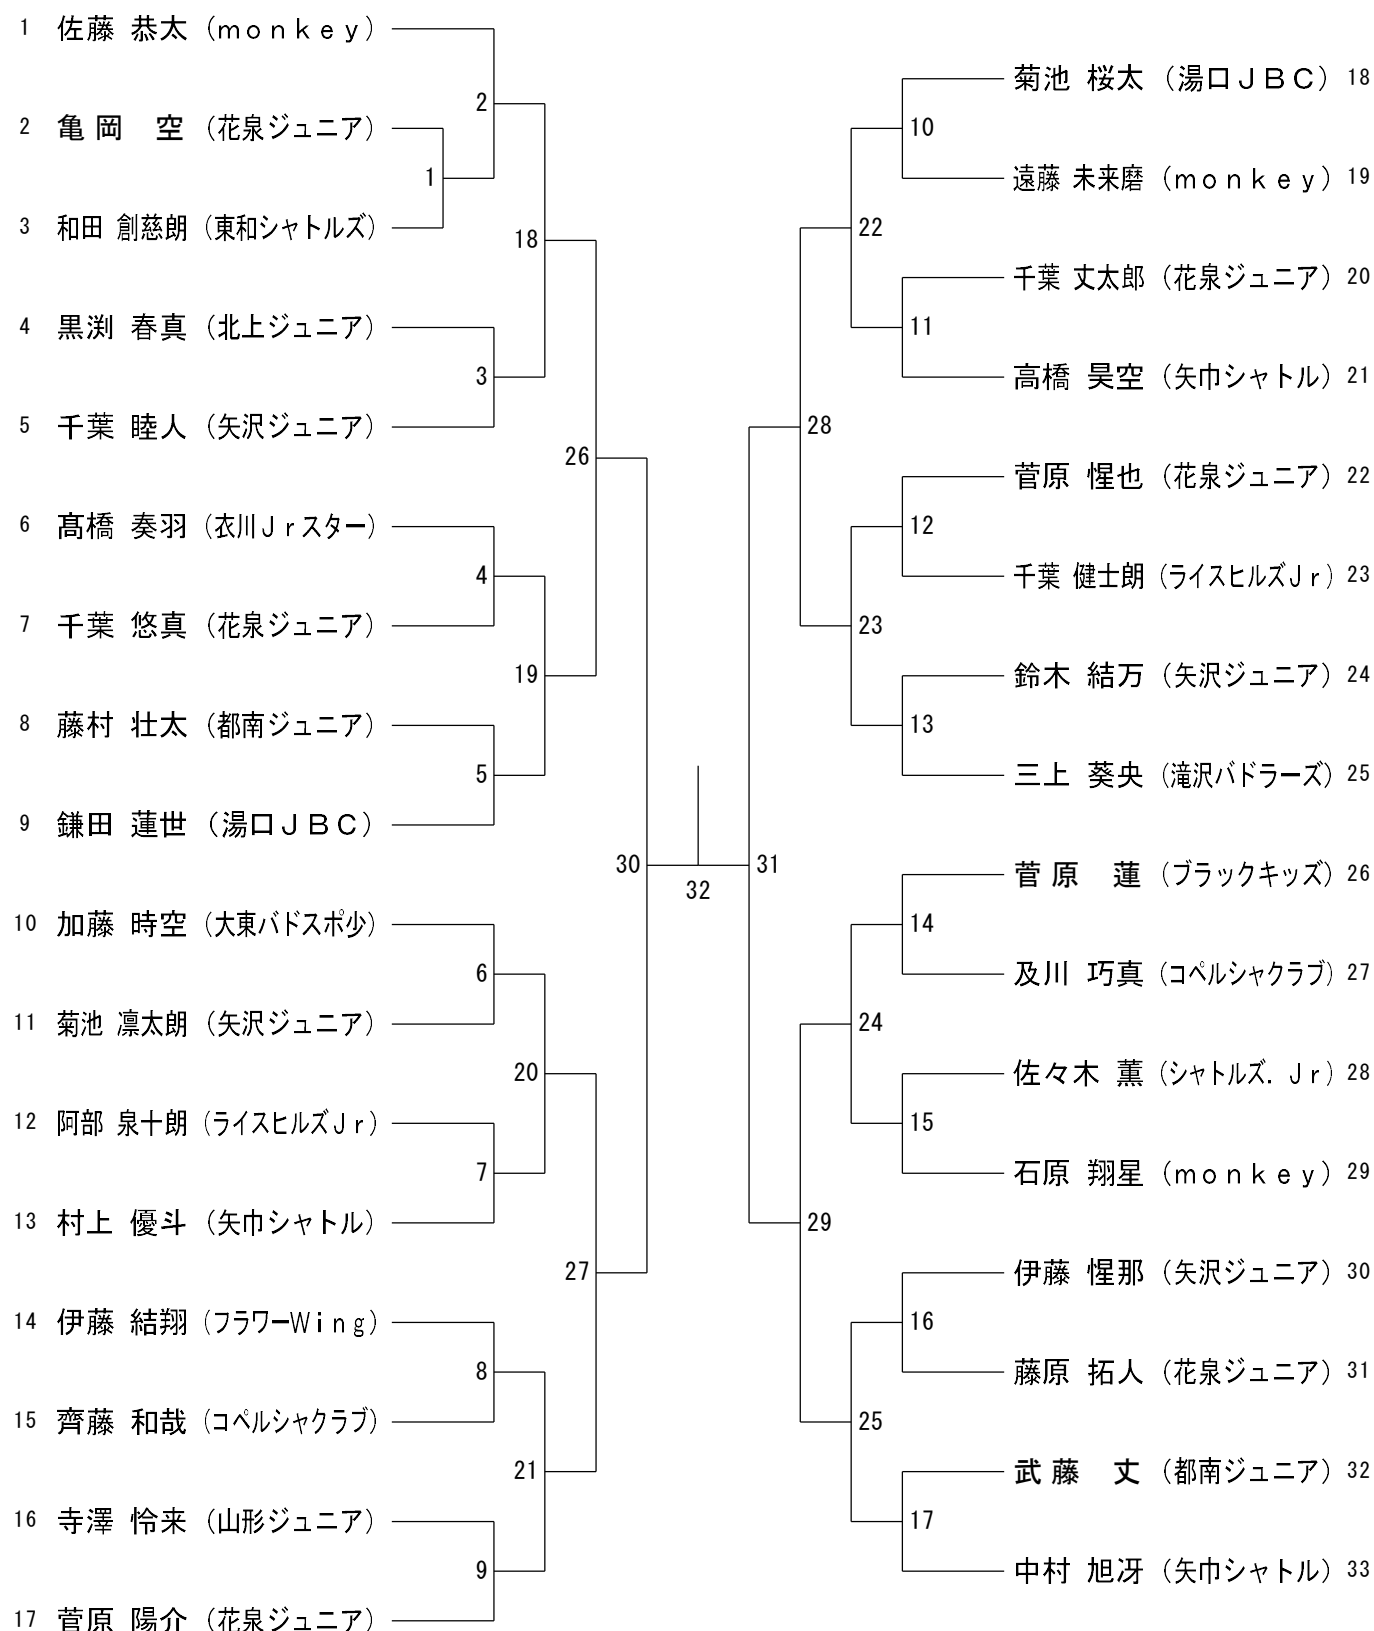 1 佐藤 恭太 (ｍｏｎｋｅｙ)
2 亀岡 空 (花泉ジュニア)
3 和田 創慈朗 (東和シャトルズ)
4 黒渕 春真 (北上ジュニア)
5 千葉 睦人 (矢沢ジュニア)
6 髙橋 奏羽 (衣川Ｊｒスター)
7 千葉 悠真 (花泉ジュニア)
8 藤村 壮太 (都南ジュニア)
9 鎌田 蓮世 (湯口ＪＢＣ)
10 加藤 時空 (大東バドスポ少)
11 菊池 凛太朗 (矢沢ジュニア)
12 阿部 泉十朗 (ライスヒルズＪｒ)
13 村上 優斗 (矢巾シャトル)
14 伊藤 結翔 (フラワーＷｉｎｇ)
15 齊藤 和哉 (コペルシャクラブ)
16 寺澤 怜来 (山形ジュニア)
17 菅原 陽介 (花泉ジュニア)
2
1
18
3
26
4
19
5
30
6
20
7
27
8
21
9
32
31
10
22
11
28
12
23
13
14
24
15
29
16
25
17
菊池 桜太 (湯口ＪＢＣ) 18
遠藤 未来磨 (ｍｏｎｋｅｙ) 19
千葉 丈太郎 (花泉ジュニア) 20
高橋 昊空 (矢巾シャトル) 21
菅原 惺也 (花泉ジュニア) 22
千葉 健士朗 (ライスヒルズＪｒ) 23
鈴木 結万 (矢沢ジュニア) 24
三上 葵央 (滝沢バドラーズ) 25
菅原 蓮 (ブラックキッズ) 26
及川 巧真 (コペルシャクラブ) 27
佐々木 薫 (シャトルズ．Ｊｒ) 28
石原 翔星 (ｍｏｎｋｅｙ) 29
伊藤 惺那 (矢沢ジュニア) 30
藤原 拓人 (花泉ジュニア) 31
武藤 丈 (都南ジュニア) 32
中村 旭冴 (矢巾シャトル) 33